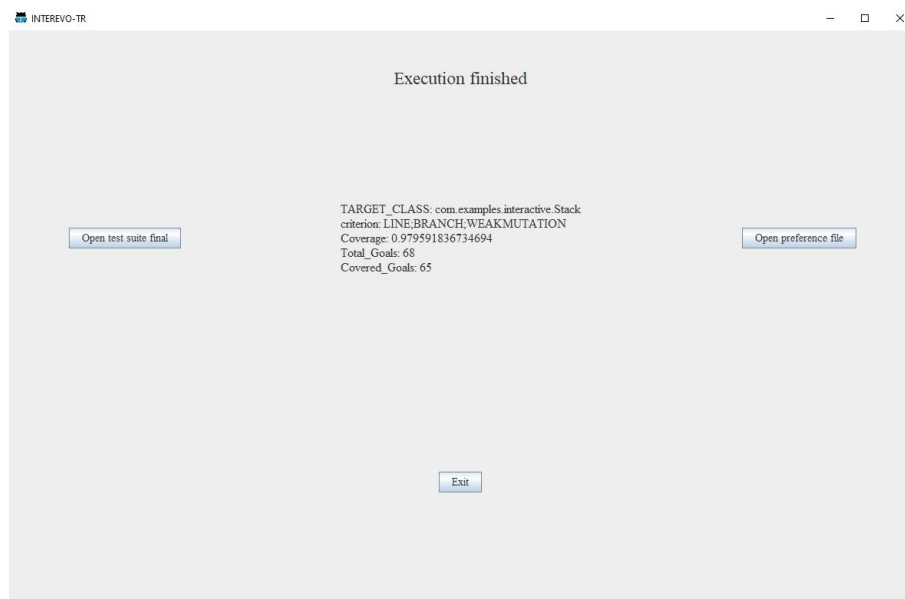 INTEREVO-TR
Execution finished
TARGET_CLASS: com.examples.interactive.Stack
criterion: LINE;BRANCH;WEAKMUTATION
Coverage: 0.979591836734694
Total_Goals: 68
Covered_Goals: 65
Open test suite final
Open preference file
Exit